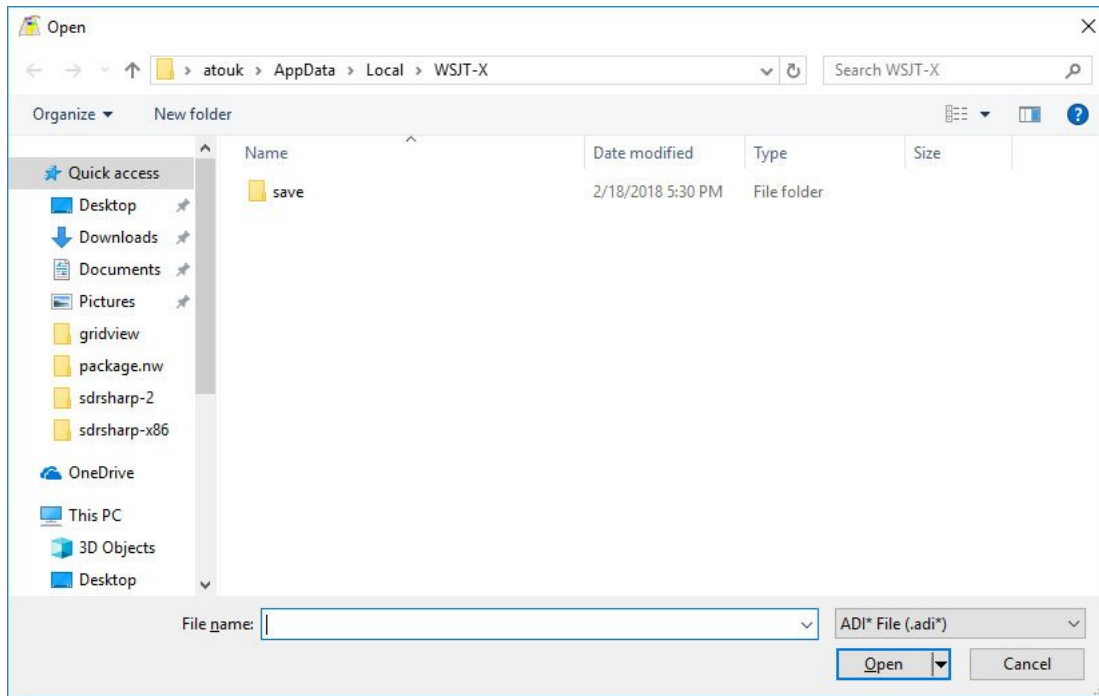 Open
atouk > AppData > Local > WSJT-X
Search WSJT-X
Organize
New folder
Name
Date modified
Type
Size
Quick access
Desktop
Downloads
Documents
Pictures
gridview
package.nw
sdrsharp-2
sdrsharp-x86
OneDrive
This PC
3D Objects
Desktop
save
2/18/2018 5:30 PM
File folder
File name:
ADI* File (.adi*)
Open
Cancel